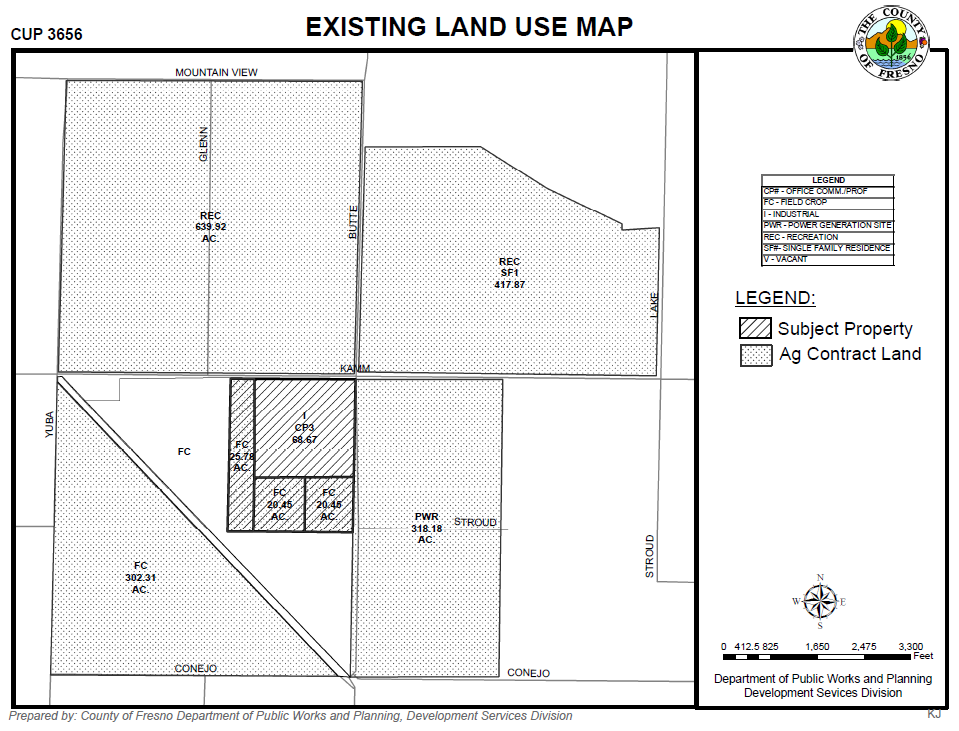 CUP 3656
EXISTING LAND USE MAP
THE COUNTY
OF FRESNO
1856
MOUNTAIN VIEW
GLENN
REC
639.92
AC.
BUTTE
REC
SF1
417.87
LAKE
KAMM
YUBA
FC
FC
25.78
AC.
I
CP3
68.67
FC
20.45
AC.
FC
20.45
AC.
PWR
318.18
AC.
STROUD
STROUD
FC
302.31
AC.
CONEJO
CONEJO
LEGEND
CP# - OFFICE COMM./PROF
FC - FIELD CROP
I - INDUSTRIAL
PWR - POWER GENERATION SITE
REC - RECREATION
SF#- SINGLE FAMILY RESIDENCE
V - VACANT
LEGEND:
Subject Property
Ag Contract Land
N
W
E
S
0 412.5 825 1,650 2,475 3,300
Feet
Department of Public Works and Planning
Development Sevices Division
Prepared by: County of Fresno Department of Public Works and Planning, Development Services Division
KJ